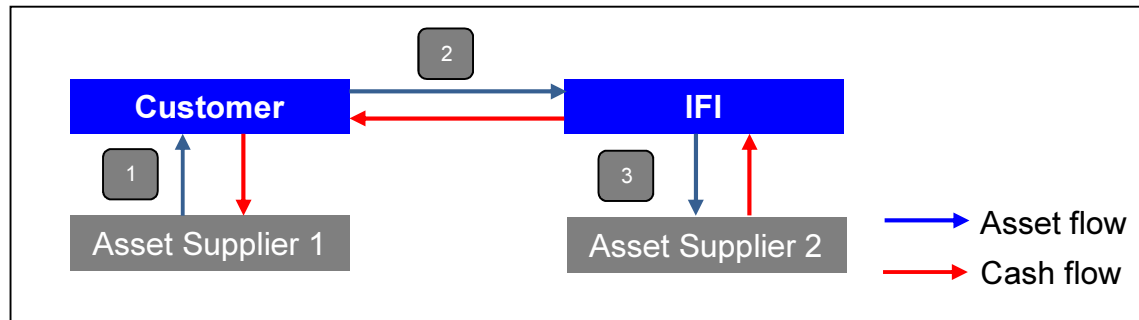 2
Customer
IFI
1
3
Asset Supplier 1
Asset Supplier 2
Asset flow
Cash flow